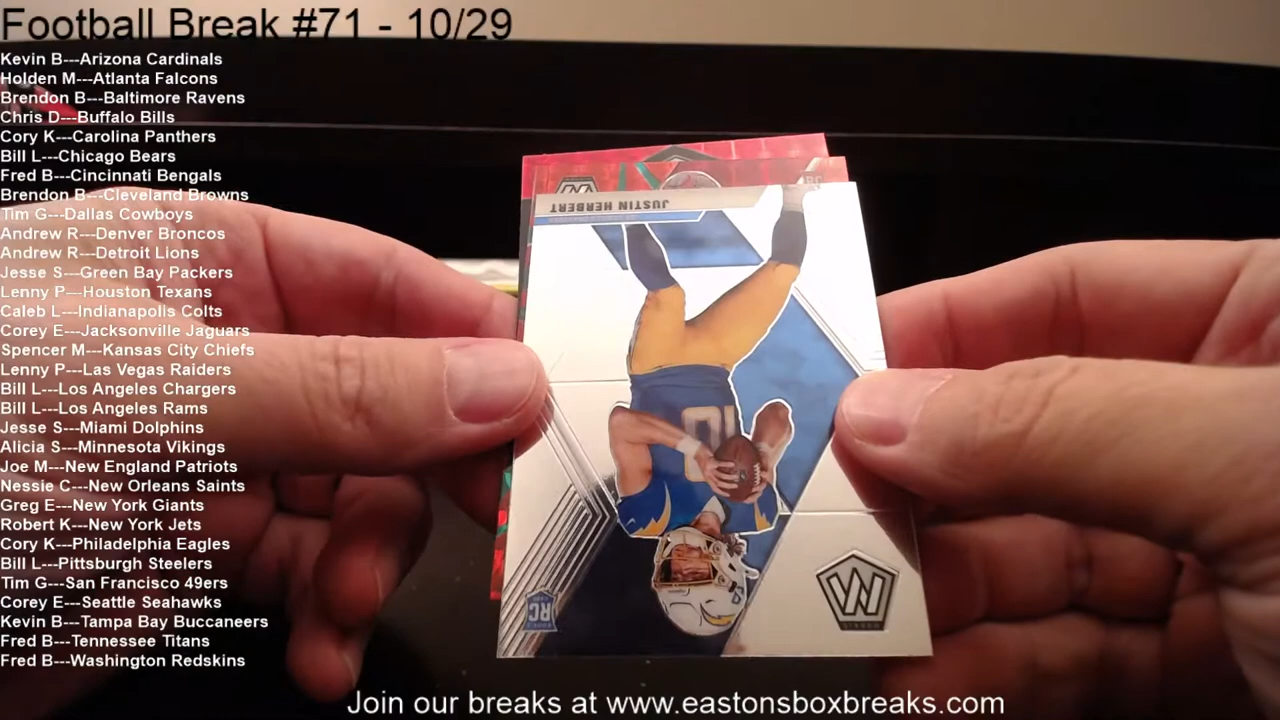 Football Break #71 - 10/29
Kevin B---Arizona Cardinals
Holden M---Atlanta Falcons
Brendon B---Baltimore Ravens
Chris D---Buffalo Bills
Cory K---Carolina Panthers
Bill L---Chicago Bears
Fred B---Cincinnati Bengals
Brendon B---Cleveland Browns
Tim G---Dallas Cowboys
Andrew R---Denver Broncos
Andrew R---Detroit Lions
Jesse S---Green Bay Packers
Lenny P---Houston Texans
Caleb L---Indianapolis Colts
Corey E---Jacksonville Jaguars
Spencer M---Kansas City Chiefs
Lenny P---Las Vegas Raiders
Bill L---Los Angeles Chargers
Bill L---Los Angeles Rams
Jesse S---Miami Dolphins
Alicia S---Minnesota Vikings
Joe M---New England Patriots
Nessie C---New Orleans Saints
Greg E---New York Giants
Robert K---New York Jets
Cory K---Philadelphia Eagles
Bill L---Pittsburgh Steelers
Tim G---San Francisco 49ers
Corey E---Seattle Seahawks
Kevin B---Tampa Bay Buccaneers
Fred B---Tennessee Titans
Fred B---Washington Redskins
RC
JUSTIN HERBERT
10
RC
MOSAIC
Join our breaks at www.eastonsboxbreaks.com